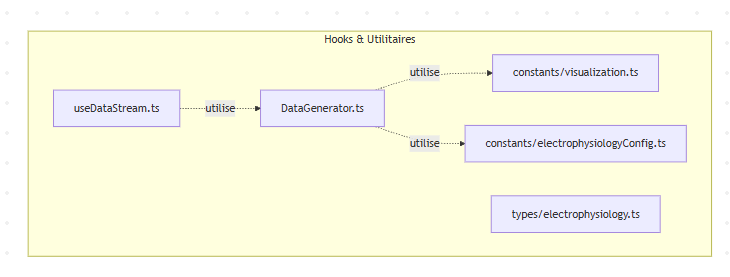 Hooks & Utilitaires
useDataStream.ts
utilise
DataGenerator.ts
utilise
constants/visualization.ts
utilise
constants/electrophysiologyConfig.ts
types/electrophysiology.ts